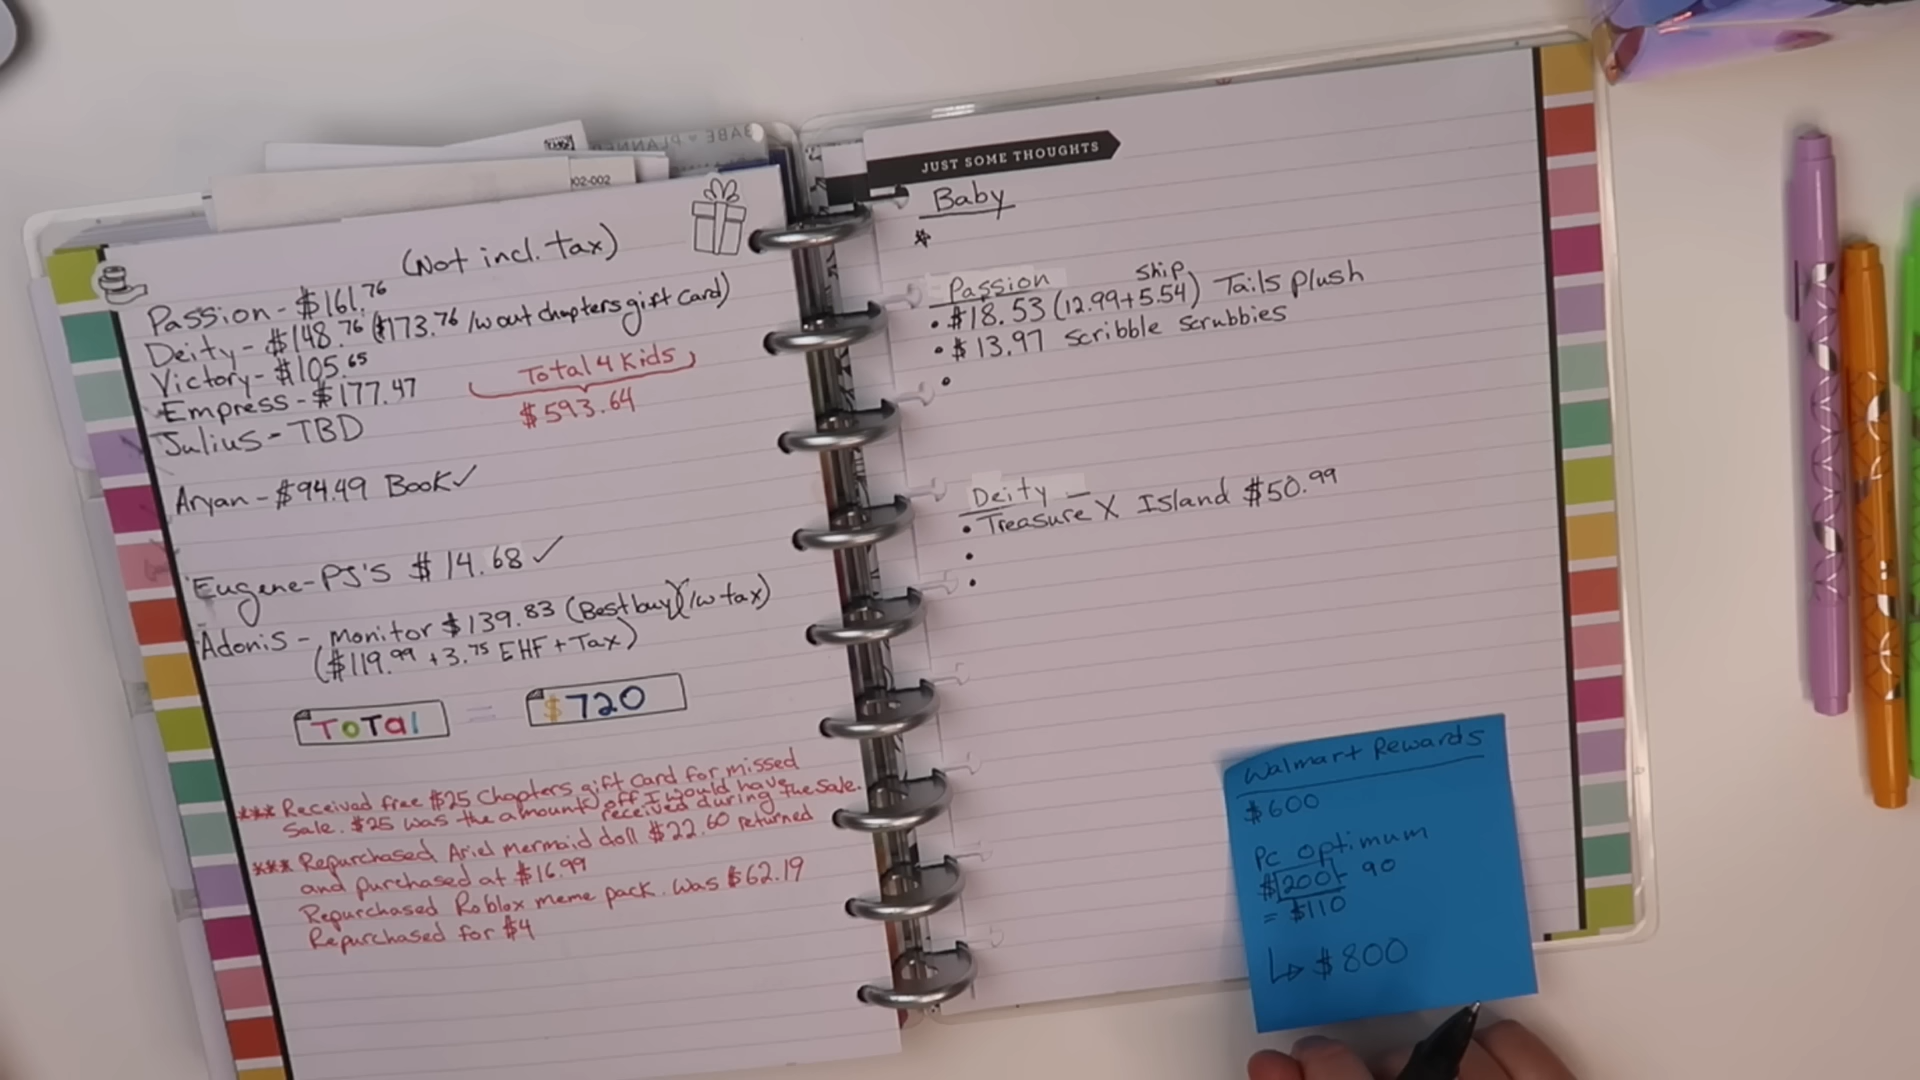 BABE PLANNER
02-002
(Not incl. tax)
Passion - $161.76
Deity - $148.76 ($173.76 /w out chapters gift card)
Victory - $105.65
Empress - $177.47
Julius - TBD
Total 4 Kids
$593.64
Aryan - $94.49 Book ✓
Eugene - PJ'S $14.68 ✓
Adonis - Monitor $139.83 (Bestbuy)(/w tax)
($119.99 + 3.75 EHF + Tax)
TOTAl = $720
*** Received free $25 Chapters gift card for missed
sale. $25 was the amount off I would have
received during the sale.
*** Repurchased Ariel mermaid doll $22.60 returned
and purchased at $16.99
Repurchased Roblox meme pack. Was $62.19
Repurchased for $4
JUST SOME THOUGHTS
Baby
*
Passion
• $18.53 (12.99+5.54) Tails plush
ship
• $13.97 Scribble Scrubbies
•
Deity
• Treasure X Island $50.99
•
•
Walmart Rewards
$600
PC optimum
$200 - 90
= $110
↳ $800